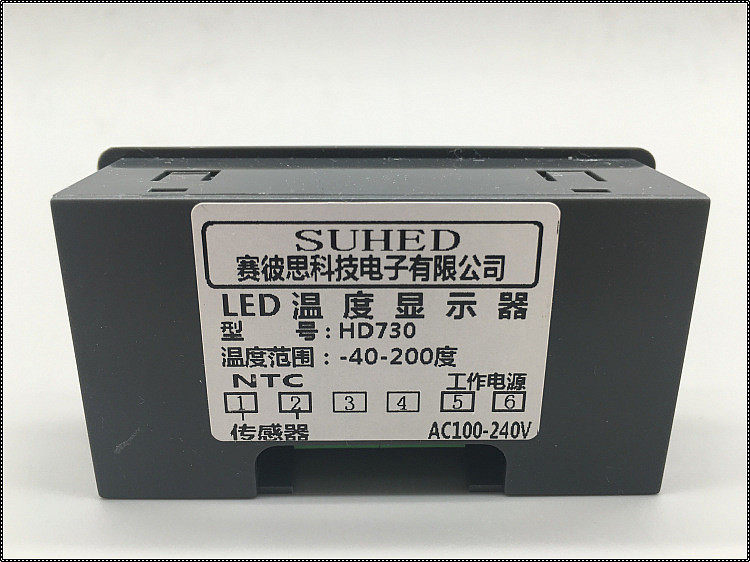 SUHED
赛彼思科技电子有限公司
LED 温度显示器
型 号: HD730
温度范围: -40-200度
NTC 工作电源
1 2 3 4 5 6
传感器 AC100-240V